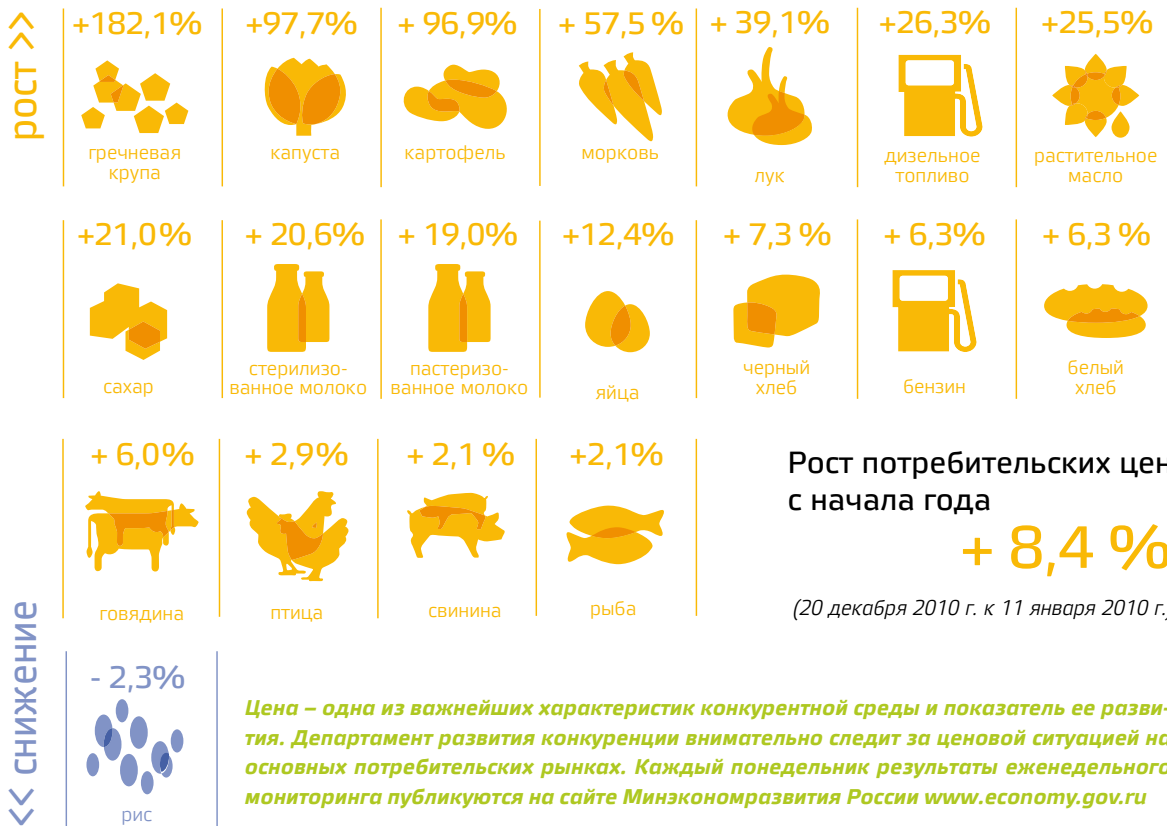 рост >>
+182,1%
гречневая
крупа
+97,7%
капуста
+ 96,9%
картофель
+ 57,5 %
морковь
+ 39,1%
лук
+26,3%
дизельное
топливо
+25,5%
растительное
масло
+21,0%
сахар
+ 20,6%
стерилизо-
ванное молоко
+ 19,0%
пастеризо-
ванное молоко
+12,4%
яйца
+ 7,3 %
черный
хлеб
+ 6,3%
бензин
+ 6,3 %
белый
хлеб
+ 6,0%
говядина
+ 2,9%
птица
+ 2,1 %
свинина
+2,1%
рыба
Рост потребительских цен
с начала года
+ 8,4 %
(20 декабря 2010 г. к 11 января 2010 г.)
<< снижение
- 2,3%
рис
Цена – одна из важнейших характеристик конкурентной среды и показатель ее разви-
тия. Департамент развития конкуренции внимательно следит за ценовой ситуацией на
основных потребительских рынках. Каждый понедельник результаты еженедельного
мониторинга публикуются на сайте Минэкономразвития России www.economy.gov.ru